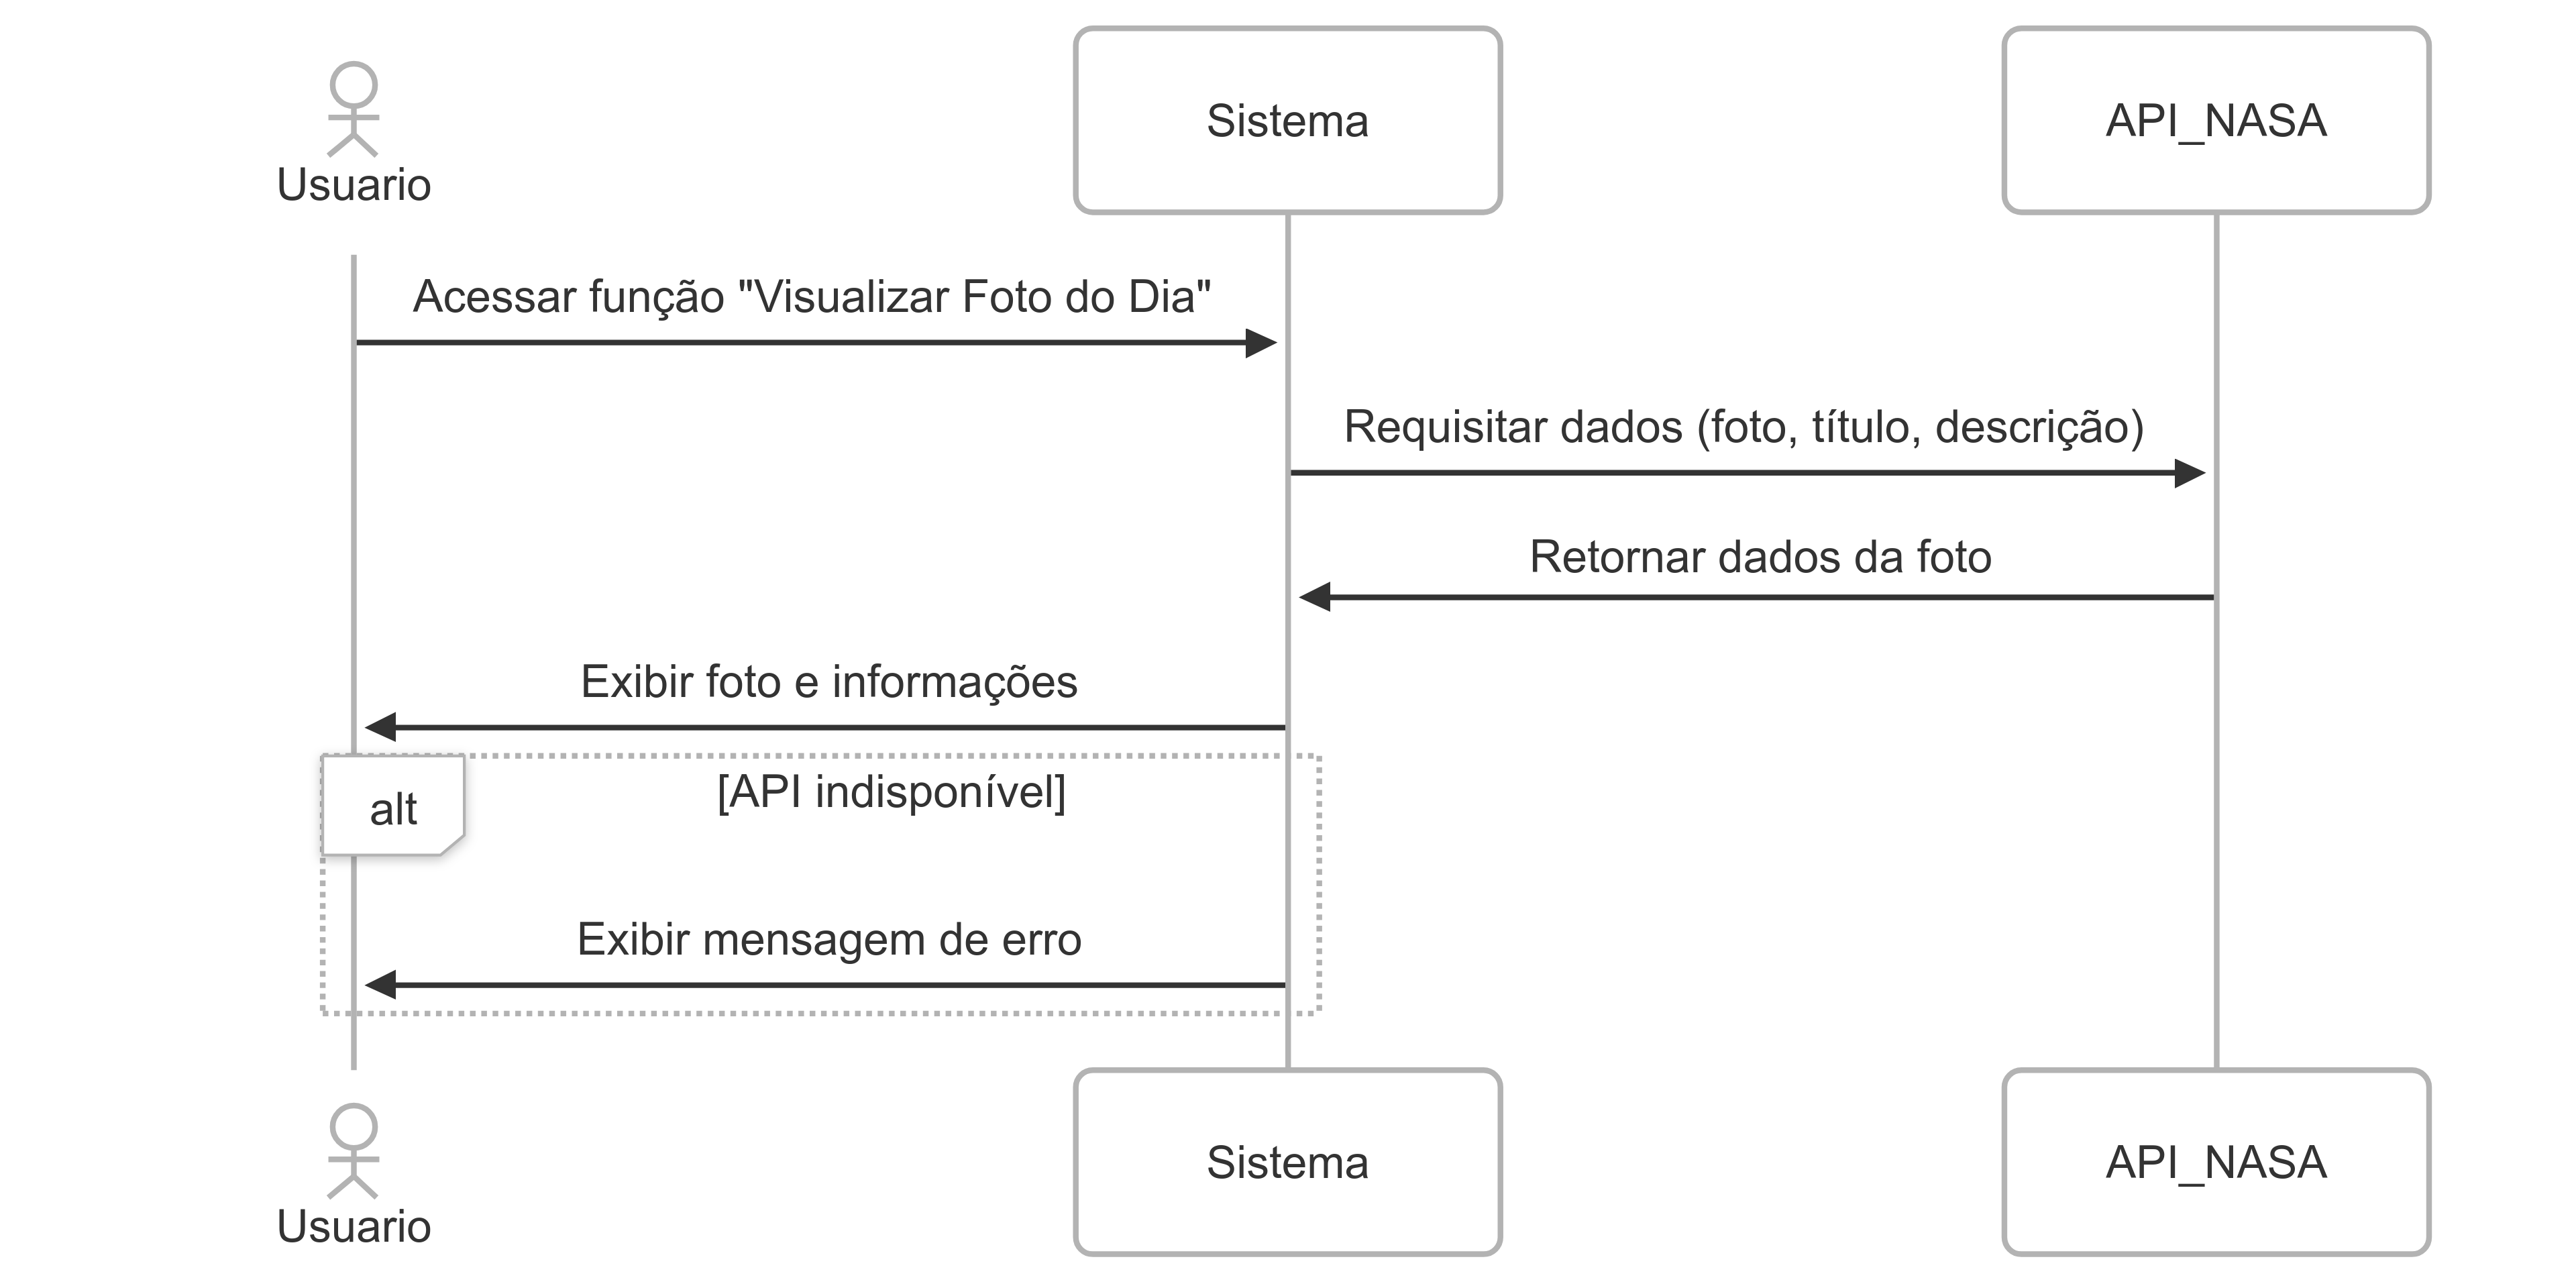 Usuario
Sistema
API_NASA
Acessar função "Visualizar Foto do Dia"
Requisitar dados (foto, título, descrição)
Retornar dados da foto
Exibir foto e informações
alt
[API indisponível]
Exibir mensagem de erro
Usuario
Sistema
API_NASA